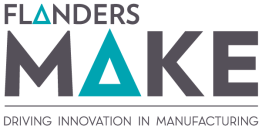 FLANDERS
MAKE
DRIVING INNOVATION IN MANUFACTURING